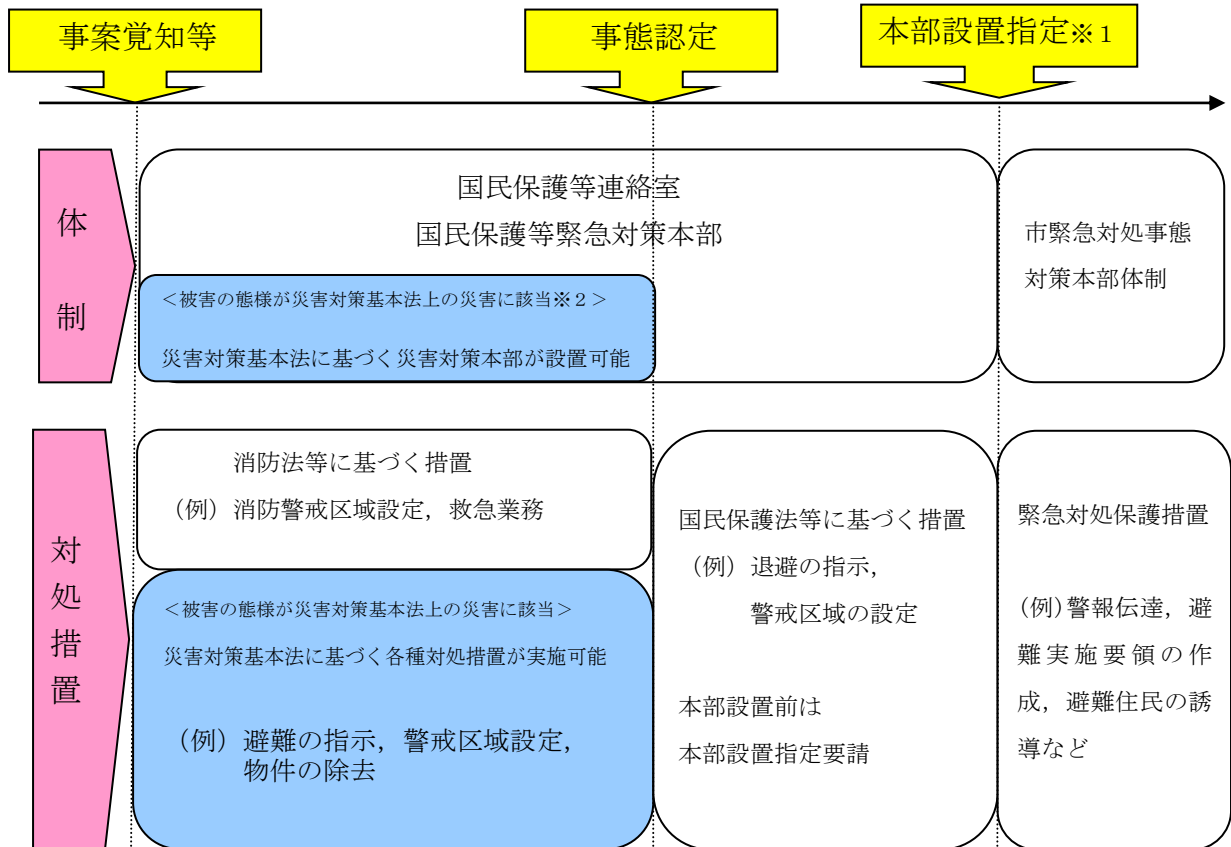 事案覚知等
事態認定
本部設置指定※1
体制
国民保護等連絡室
国民保護等緊急対策本部
＜被害の態様が災害対策基本法上の災害に該当※２＞
災害対策基本法に基づく災害対策本部が設置可能
市緊急対処事態
対策本部体制
対処措置
消防法等に基づく措置
（例）消防警戒区域設定，救急業務
＜被害の態様が災害対策基本法上の災害に該当＞
災害対策基本法に基づく各種対処措置が実施可能
（例）避難の指示，警戒区域設定，
物件の除去
国民保護法等に基づく措置
（例）退避の指示，
警戒区域の設定
本部設置前は
本部設置指定要請
緊急対処保護措置
（例）警報伝達，避
難実施要領の作
成，避難住民の誘
導など